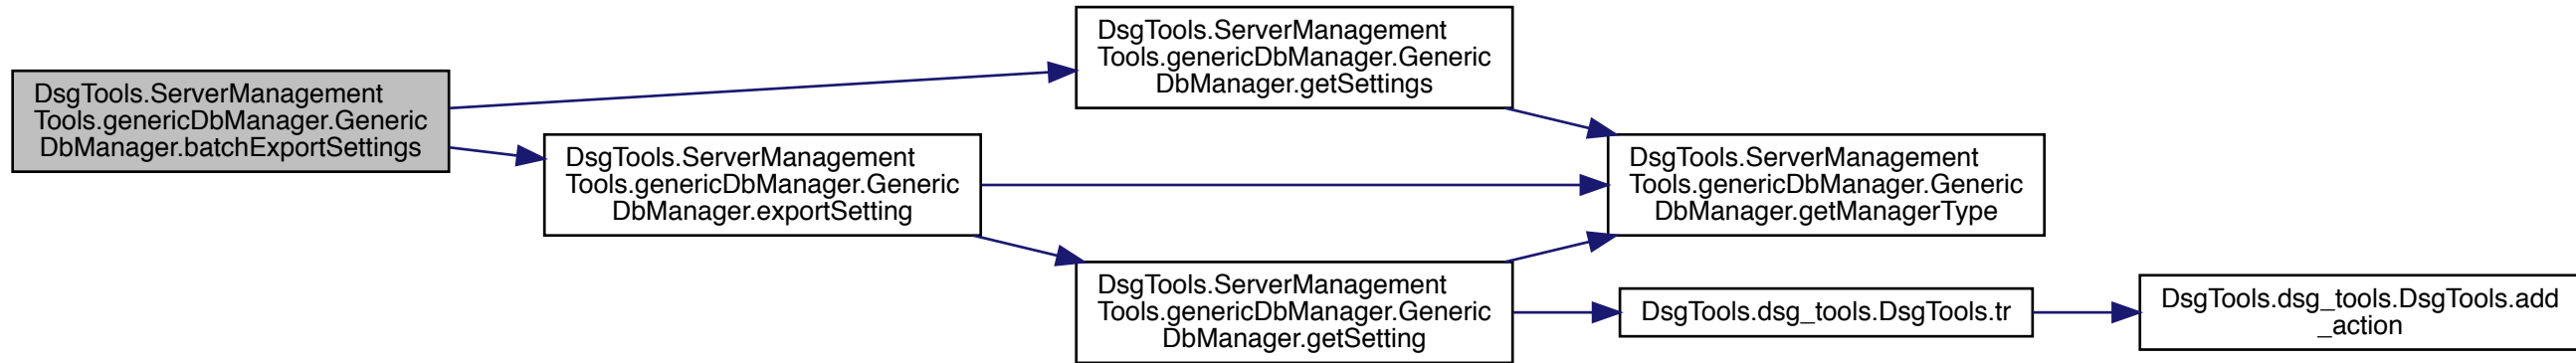 DsgTools.ServerManagement
Tools.genericDbManager.Generic
DbManager.batchExportSettings
DsgTools.ServerManagement
Tools.genericDbManager.Generic
DbManager.getSettings
DsgTools.ServerManagement
Tools.genericDbManager.Generic
DbManager.exportSetting
DsgTools.ServerManagement
Tools.genericDbManager.Generic
DbManager.getManagerType
DsgTools.ServerManagement
Tools.genericDbManager.Generic
DbManager.getSetting
DsgTools.dsg_tools.DsgTools.tr
DsgTools.dsg_tools.DsgTools.add
_action